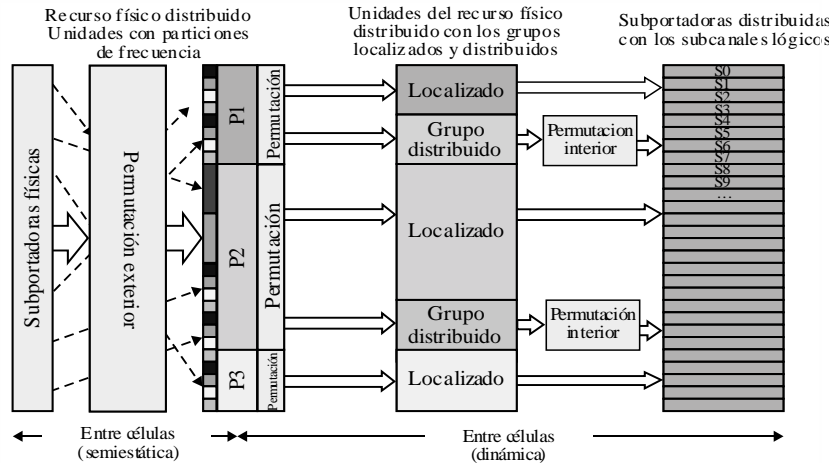 Recurso físico distribuido
Unidades con particiones
de frecuencia
Unidades del recurso físico
distribuido con los grupos
localizados y distribuidos
Subportadoras distribuidas
con los subcanales lógicos
Subportadoras físicas
Permutación exterior
P1
Permutación
P2
Permutación
P3
Permutación
Localizado
Grupo
distribuido
Permutacion
interior
Localizado
Grupo
distribuido
Permutación
interior
Localizado
S0
S1
S2
S3
S4
S5
S6
S7
S8
S9
...
Entre células
(semiestática)
Entre células
(dinámica)